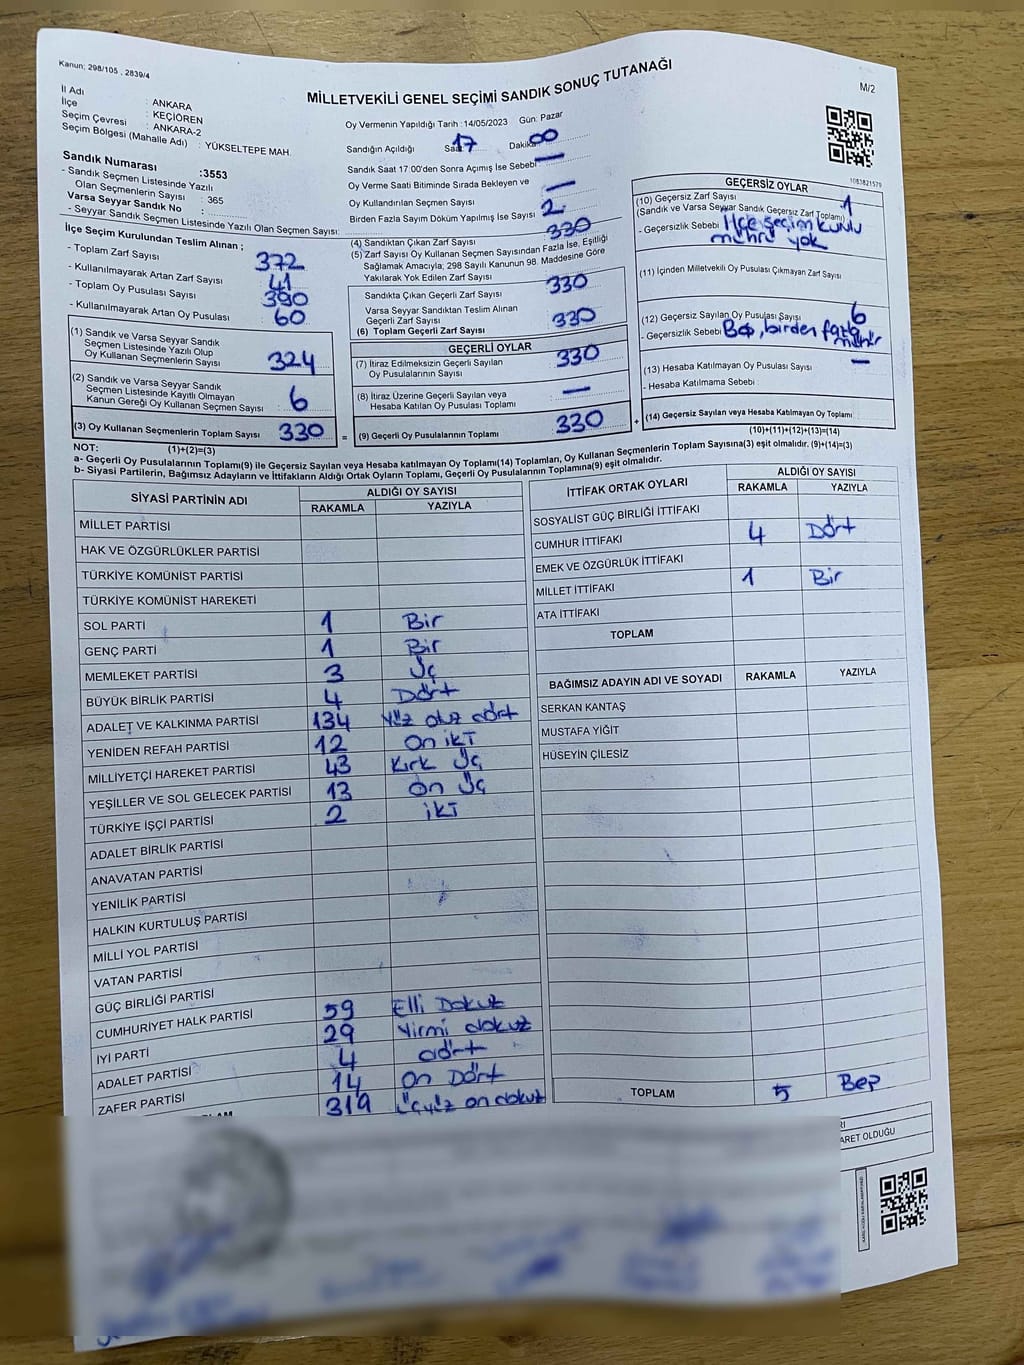 Kanun: 298/105 , 2839/4
MİLLETVEKİLİ GENEL SEÇİMİ SANDIK SONUÇ TUTANAĞI
M/2
İl Adı : ANKARA
İlçe : KEÇİÖREN
Seçim Çevresi : ANKARA-2
Seçim Bölgesi (Mahalle Adı) : YÜKSELTEPE MAH.
Sandık Numarası :3553
- Sandık Seçmen Listesinde Yazılı
Olan Seçmenlerin Sayısı : 365
Varsa Seyyar Sandık No :
- Seyyar Sandık Seçmen Listesinde Yazılı Olan Seçmen Sayısı:
Oy Vermenin Yapıldığı Tarih : 14/05/2023 Gün: Pazar
Sandığın Açıldığı Saat 17 Dakika 00
Sandık Saat 17:00'den Sonra Açımış İse Sebebi —
Oy Verme Saati Bitiminde Sırada Bekleyen ve
Oy Kullandırılan Seçmen Sayısı —
Birden Fazla Sayım Döküm Yapılmış İse Sayısı 2
1083821579
İlçe Seçim Kurulundan Teslim Alınan ;
- Toplam Zarf Sayısı 372
- Kullanılmayarak Artan Zarf Sayısı 41
- Toplam Oy Pusulası Sayısı 390
- Kullanılmayarak Artan Oy Pusulası : 60
(1) Sandık ve Varsa Seyyar Sandık
Seçmen Listesinde Yazılı Olup
Oy Kullanan Seçmenlerin Sayısı 324
(2) Sandık ve Varsa Seyyar Sandık
Seçmen Listesinde Kayıtlı Olmayan
Kanun Gereği Oy Kullanan Seçmen Sayısı 6
(3) Oy Kullanan Seçmenlerin Toplam Sayısı 330 =
(4) Sandıktan Çıkan Zarf Sayısı 330
(5) Zarf Sayısı Oy Kullanan Seçmen Sayısından Fazla İse, Eşitliği
Sağlamak Amacıyla; 298 Sayılı Kanunun 98. Maddesine Göre
Yakılarak Yok Edilen Zarf Sayısı
Sandıkta Çıkan Geçerli Zarf Sayısı 330
Varsa Seyyar Sandıktan Teslim Alınan
Geçerli Zarf Sayısı
(6) Toplam Geçerli Zarf Sayısı 330
GEÇERLİ OYLAR
(7) İtiraz Edilmeksizin Geçerli Sayılan
Oy Pusulalarının Sayısı 330
(8) İtiraz Üzerine Geçerli Sayılan veya
Hesaba Katılan Oy Pusulası Toplamı —
(9) Geçerli Oy Pusulalarının Toplamı 330 +
GEÇERSİZ OYLAR
(10) Geçersiz Zarf Sayısı 1
(Sandık ve Varsa Seyyar Sandık Geçersiz Zarf Toplamı)
- Geçersizlik Sebebi İlçe seçim kurulu
mührü yok
(11) İçinden Milletvekili Oy Pusulası Çıkmayan Zarf Sayısı
(12) Geçersiz Sayılan Oy Pusulası Sayısı 6
- Geçersizlik Sebebi Boş, birden fazla
mühür
(13) Hesaba Katılmayan Oy Pusulası Sayısı —
- Hesaba Katılmama Sebebi :
(14) Geçersiz Sayılan veya Hesaba Katılmayan Oy Toplamı
(10)+(11)+(12)+(13)=(14)
NOT: (1)+(2)=(3)
a- Geçerli Oy Pusulalarının Toplamı(9) ile Geçersiz Sayılan veya Hesaba katılmayan Oy Toplamı(14) Toplamları, Oy Kullanan Seçmenlerin Toplam Sayısına(3) eşit olmalıdır. (9)+(14)=(3)
b- Siyasi Partilerin, Bağımsız Adayların ve İttifakların Aldığı Ortak Oyların Toplamı, Geçerli Oy Pusulalarının Toplamına(9) eşit olmalıdır.
SİYASİ PARTİNİN ADI ALDIĞI OY SAYISI
RAKAMLA YAZIYLA
MİLLET PARTİSİ
HAK VE ÖZGÜRLÜKLER PARTİSİ
TÜRKİYE KOMÜNİST PARTİSİ
TÜRKİYE KOMÜNİST HAREKETİ
SOL PARTİ 1 Bir
GENÇ PARTİ 1 Bir
MEMLEKET PARTİSİ 3 Üç
BÜYÜK BİRLİK PARTİSİ 4 Dört
ADALET VE KALKINMA PARTİSİ 134 Yüz otuz dört
YENİDEN REFAH PARTİSİ 12 On iki
MİLLİYETÇİ HAREKET PARTİSİ 43 Kırk Üç
YEŞİLLER VE SOL GELECEK PARTİSİ 13 On Üç
TÜRKİYE İŞÇİ PARTİSİ 2 iki
ADALET BİRLİK PARTİSİ
ANAVATAN PARTİSİ
YENİLİK PARTİSİ
HALKIN KURTULUŞ PARTİSİ
MİLLİ YOL PARTİSİ
VATAN PARTİSİ
GÜÇ BİRLİĞİ PARTİSİ
CUMHURİYET HALK PARTİSİ 59 Elli Dokuz
İYİ PARTİ 29 Yirmi dokuz
ADALET PARTİSİ 4 dört
ZAFER PARTİSİ 14 On Dört
319 Üçyüz on dokuz
İTTİFAK ORTAK OYLARI ALDIĞI OY SAYISI
RAKAMLA YAZIYLA
SOSYALİST GÜÇ BİRLİĞİ İTTİFAKI
CUMHUR İTTİFAKI 4 Dört
EMEK VE ÖZGÜRLÜK İTTİFAKI
MİLLET İTTİFAKI 1 Bir
ATA İTTİFAKI
TOPLAM
BAĞIMSIZ ADAYIN ADI VE SOYADI RAKAMLA YAZIYLA
SERKAN KANTAŞ
MUSTAFA YİĞİT
HÜSEYİN ÇİLESİZ
TOPLAM 5 Beş
ARET OLDUĞU